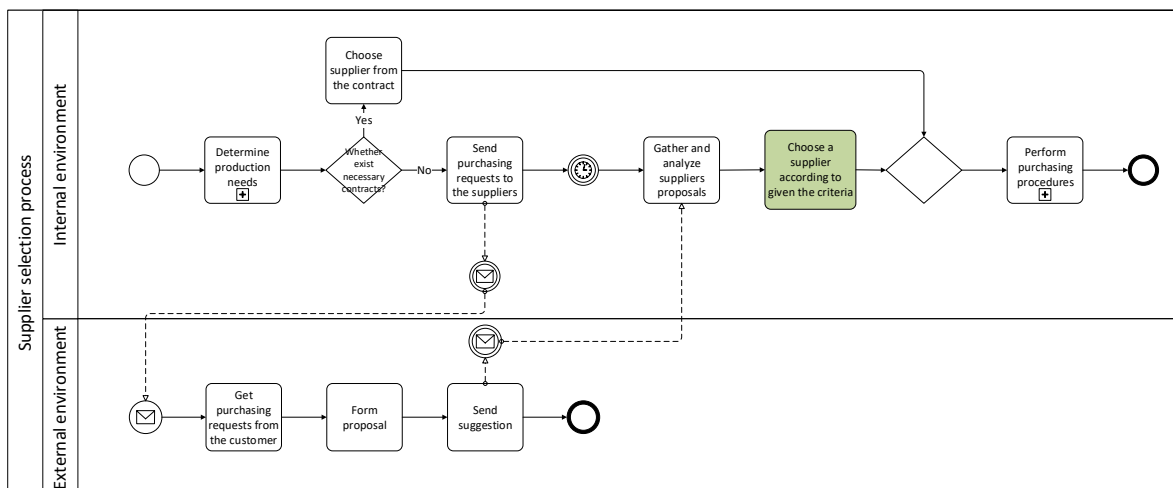 Supplier selection process
Internal environment
External environment
Choose
supplier from
the contract
Yes
Determine
production
needs
Whether
exist
necessary
contracts?
No
Send
purchasing
requests to
the suppliers
Gather and
analyze
suppliers
proposals
Choose a
supplier
according to
given the criteria
Perform
purchasing
procedures
Get
purchasing
requests from
the customer
Form
proposal
Send
suggestion